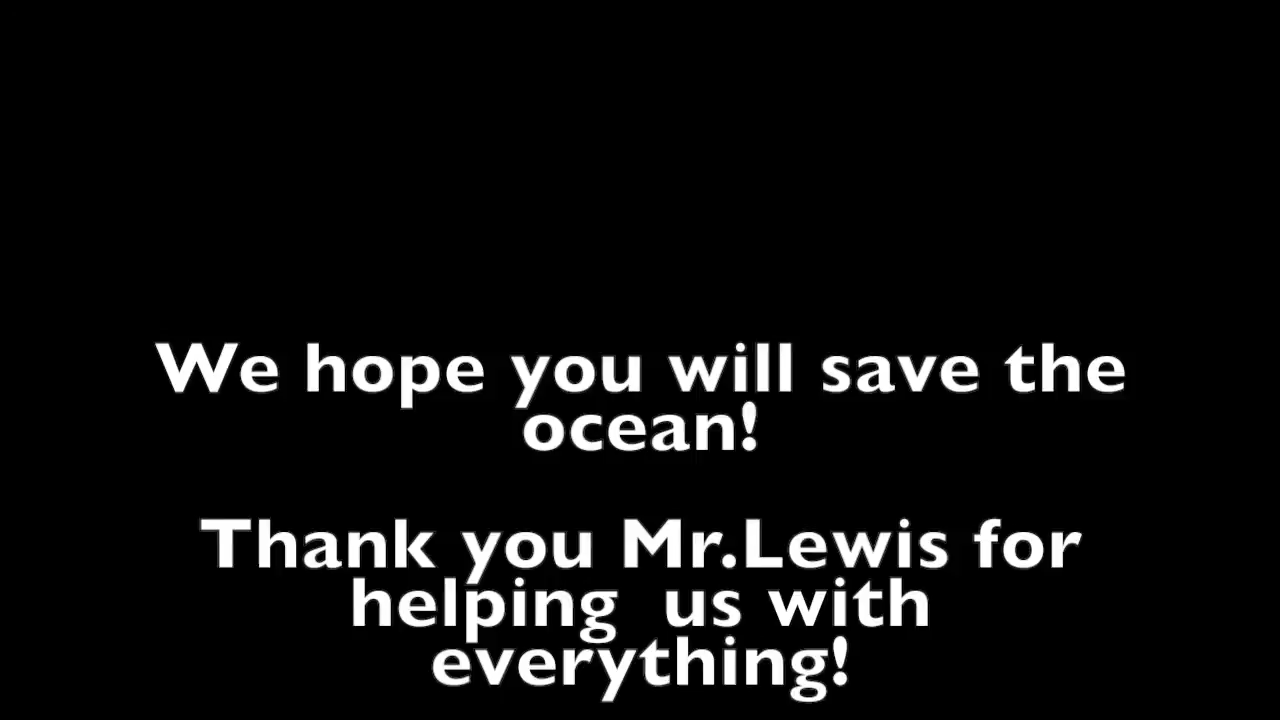 We hope you will save the
ocean!
Thank you Mr.Lewis for
helping  us with
everything!